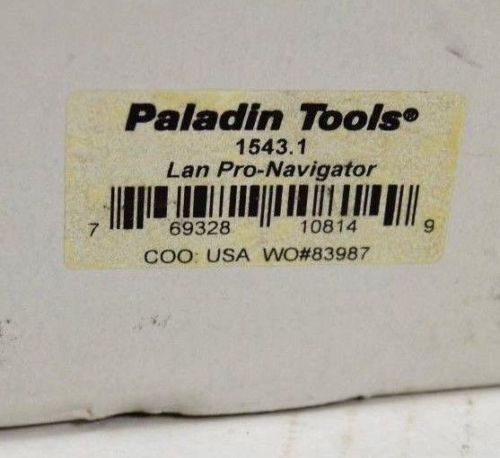 Paladin Tools®
1543.1
Lan Pro-Navigator
7 69328 10814 9
COO: USA WO#83987